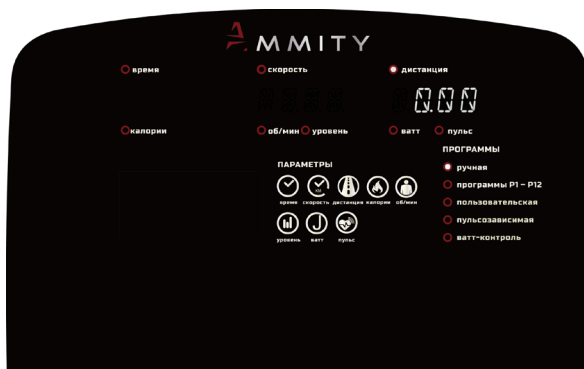 AMMITY
время скорость дистанция
0.00
калории об/мин уровень ватт пульс
ПРОГРАММЫ
ПАРАМЕТРЫ
ручная
программы P1 – P12
пользовательская
пульсозависимая
ватт-контроль
время скорость дистанция калории об/мин
уровень ватт пульс